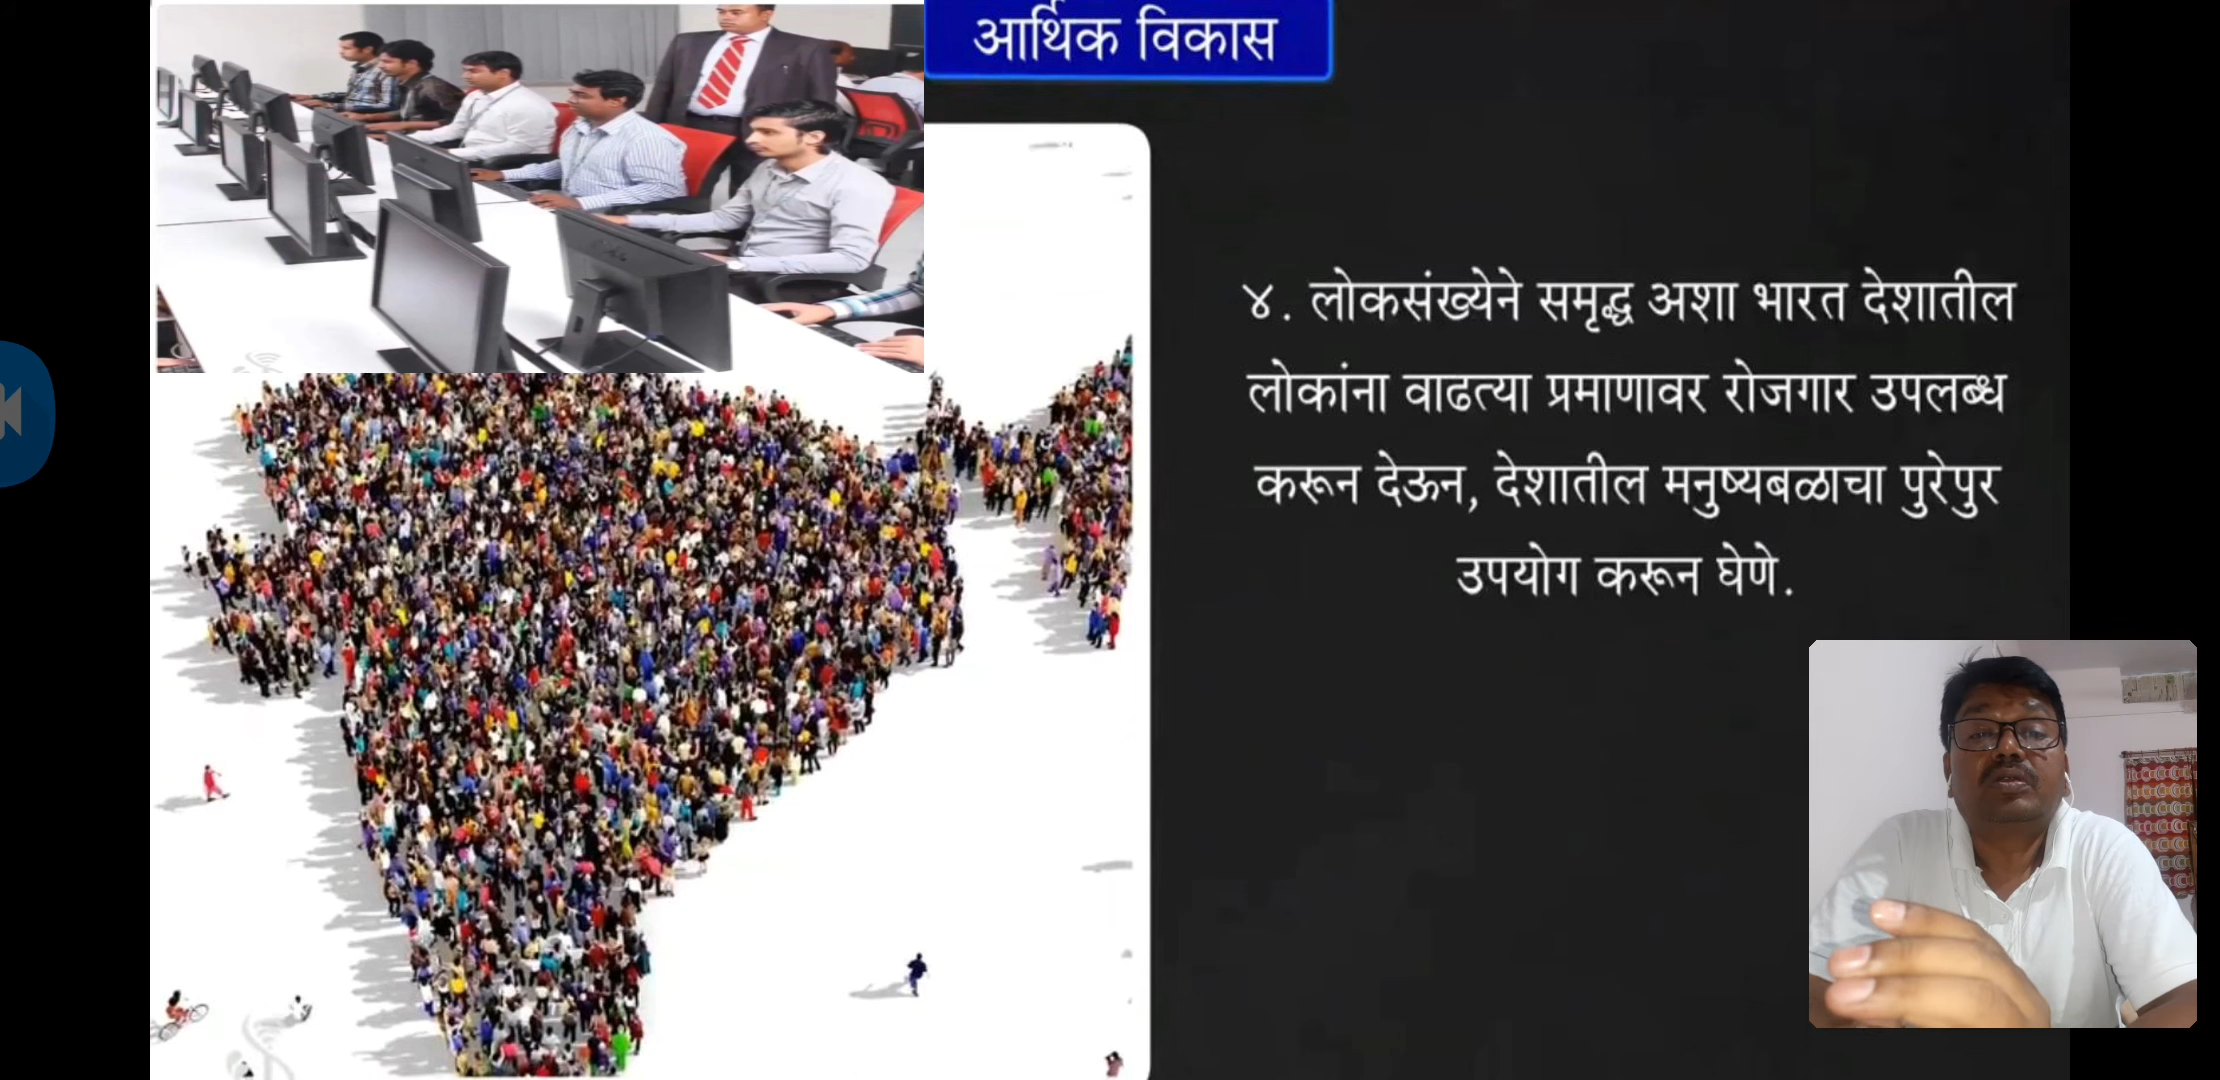 आर्थिक विकास
४. लोकसंख्येने समृद्ध अशा भारत देशातील
लोकांना वाढत्या प्रमाणावर रोजगार उपलब्ध
करून देऊन, देशातील मनुष्यबळाचा पुरेपुर
उपयोग करून घेणे.